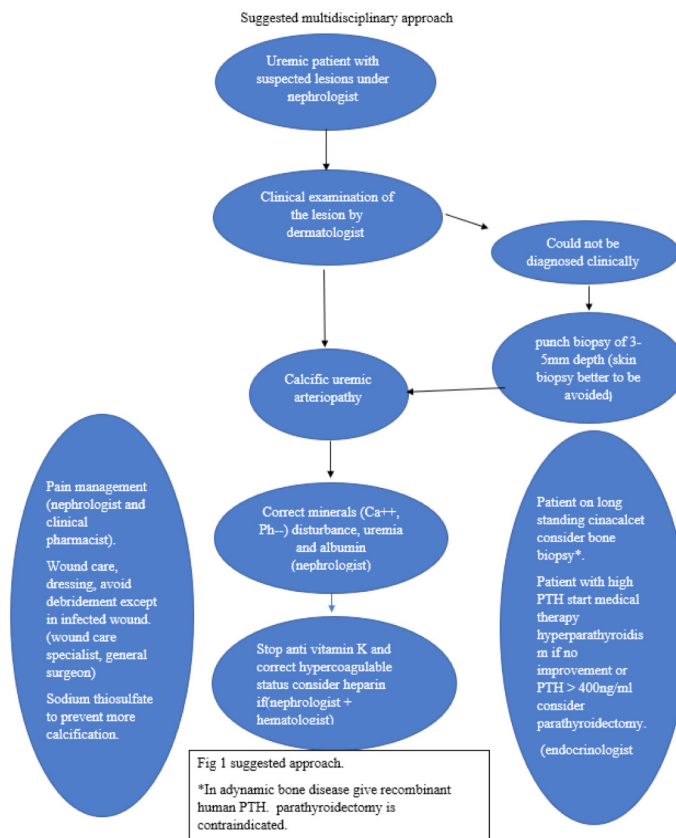 Suggested multidisciplinary approach
Uremic patient with
suspected lesions under
nephrologist
Clinical examination of
the lesion by
dermatologist
Could not be
diagnosed clinically
punch biopsy of 3-
5mm depth (skin
biopsy better to be
avoided)
Calcific uremic
arteriopathy
Pain management
(nephrologist and
clinical
pharmacist).
Wound care,
dressing, avoid
debridement except
in infected wound.
(wound care
specialist, general
surgeon)
Sodium thiosulfate
to prevent more
calcification.
Correct minerals (Ca++,
Ph--) disturbance, uremia
and albumin
(nephrologist)
Stop anti vitamin K and
correct hypercoagulable
status consider heparin
if(nephrologist +
hematologist)
Patient on long
standing cinacalcet
consider bone
biopsy*.
Patient with high
PTH start medical
therapy
hyperparathyroidis
m if no
improvement or
PTH > 400ng/ml
consider
parathyroidectomy.
(endocrinologist
Fig 1 suggested approach.
*In adynamic bone disease give recombinant
human PTH.  parathyroidectomy is
contraindicated.